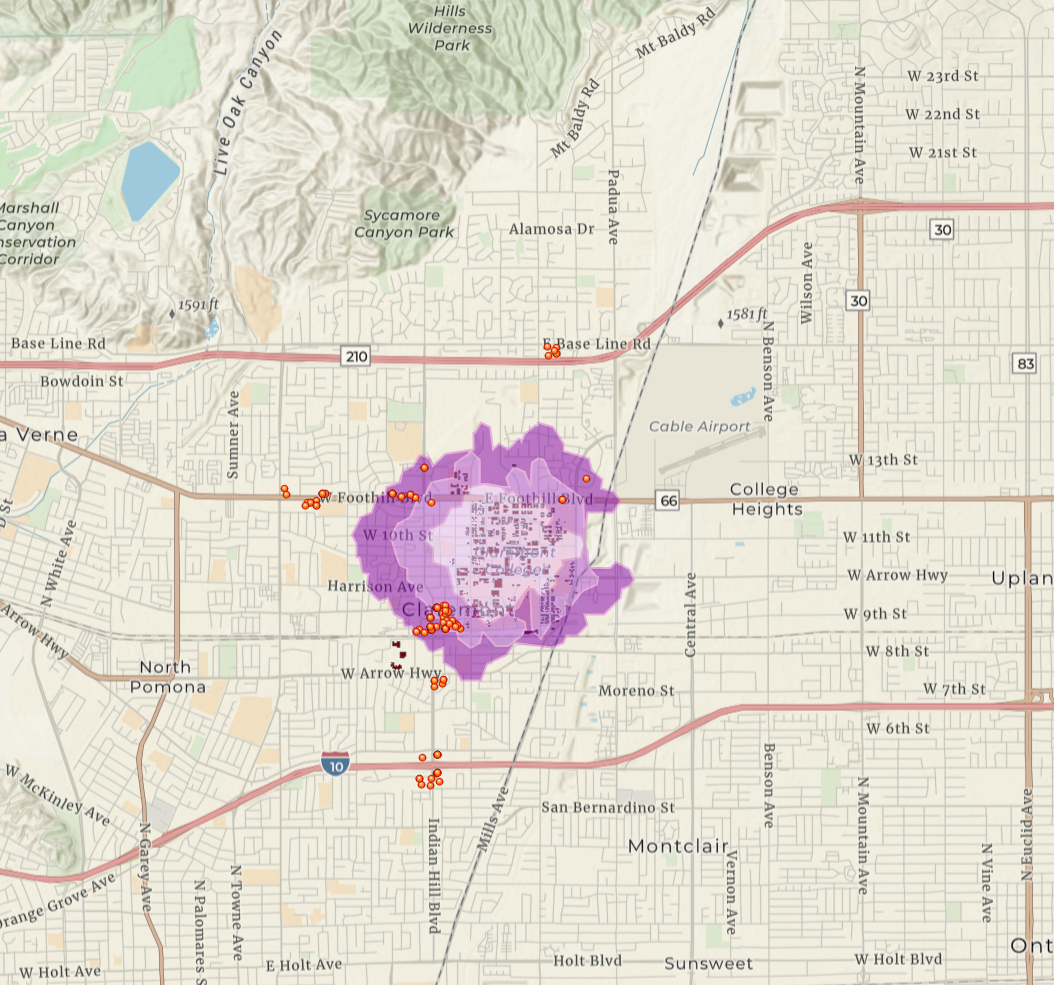 Hills
Wilderness
Park
Mt Baldy Rd
Live Oak Canyon
Mt Baldy Rd
N Mountain Ave
W 23rd St
W 22nd St
W 21st St
Marshall
Canyon
Corridor
Sycamore
Canyon Park
Padua Ave
Alamosa Dr
30
Wilson Ave
30
1591 ft
1581 ft
Base Line Rd
E Base Line Rd
210
N Benson Ave
83
Bowdoin St
Sumner Ave
a Verne
Cable Airport
W 13th St
W Foothill Blvd
E Foothill Blvd
66
College
Heights
D St
N White Ave
W 10th St
W 11th St
Harrison Ave
Central Ave
W Arrow Hwy
Uplan
Arrow Hwy
W 9th St
W 8th St
North
Pomona
W Arrow Hwy
Moreno St
W 7th St
W 6th St
10
W McKinley Ave
Benson Ave
N Mountain Ave
N Euclid Ave
San Bernardino St
Mills Ave
N Garey Ave
Indian Hill Blvd
Montclair
Vernon Ave
N Vine Ave
N Towne Ave
N Palomares S
Orange Grove Ave
Ont
W Holt Ave
E Holt Ave
Holt Blvd
Sunsweet
W Holt Blvd